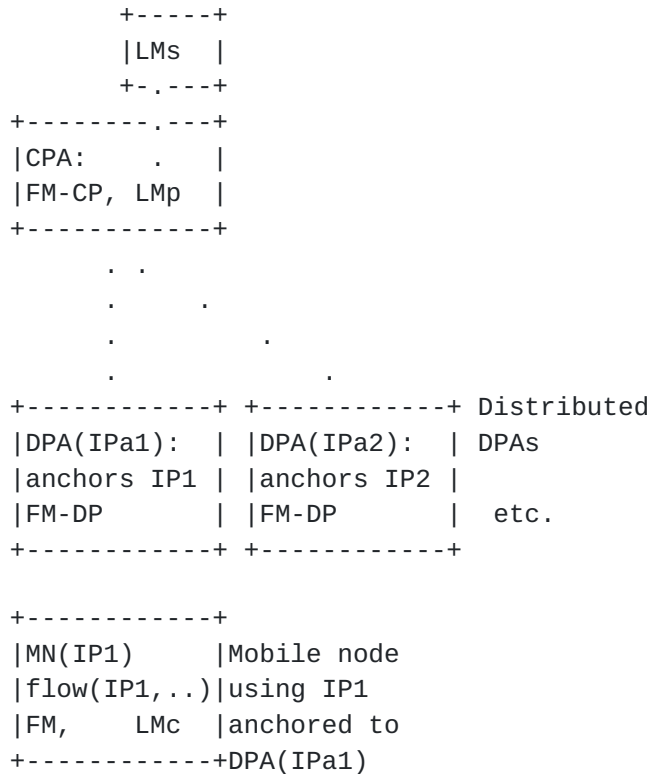 +-----+
       |LMs  |
       +-.---+
+--------.---+
|CPA:    .   |
|FM-CP, LMp  |
+------------+
      . .
      .     .
      .         .
      .             .
+------------+ +------------+ Distributed
|DPA(IPa1):  | |DPA(IPa2):  | DPAs
|anchors IP1 | |anchors IP2 |
|FM-DP       | |FM-DP       |  etc.
+------------+ +------------+

+------------+
|MN(IP1)     |Mobile node
|flow(IP1,..)|using IP1
|FM,    LMc  |anchored to
+------------+DPA(IPa1)